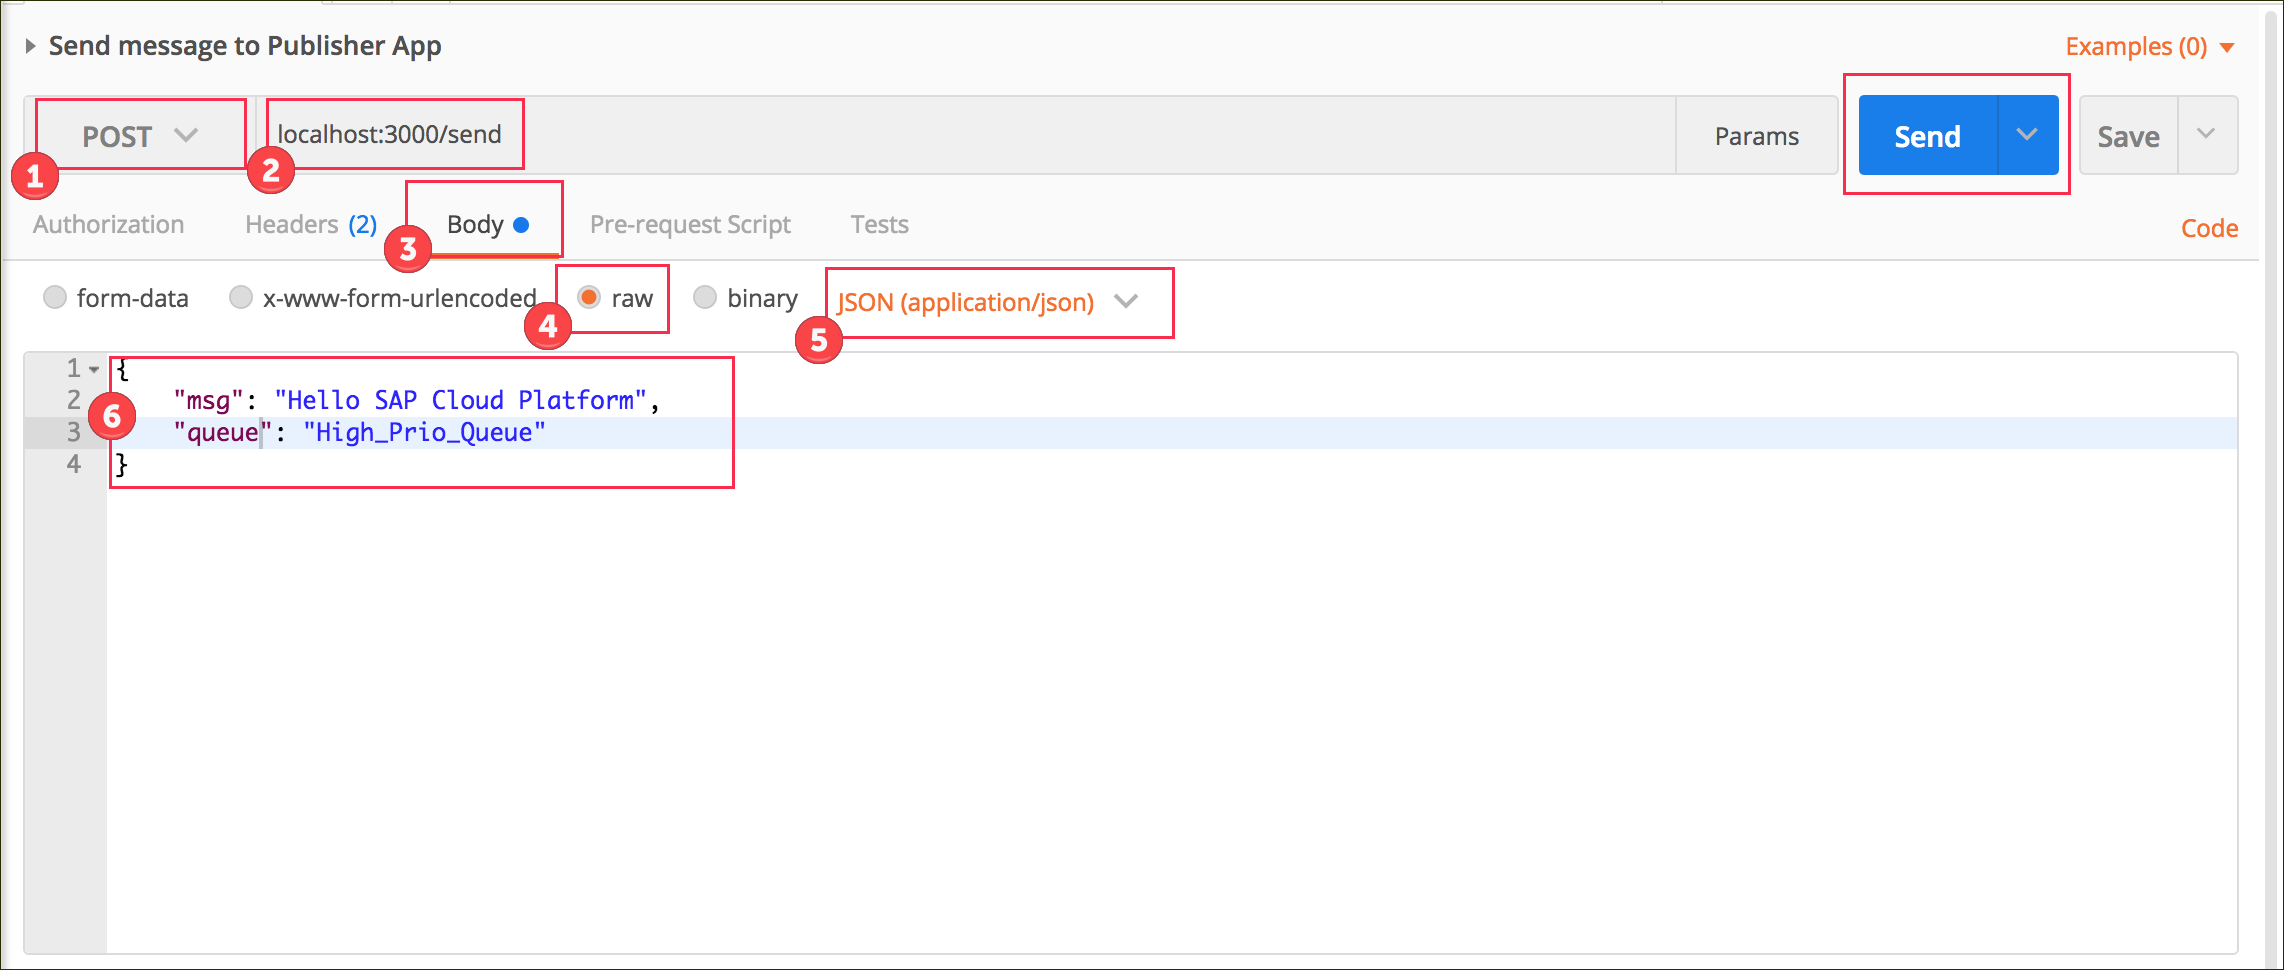 Send message to Publisher App
Examples (0)
POST
localhost:3000/send
Params
Send
Save
1
2
Authorization
Headers (2)
Body
Pre-request Script
Tests
Code
3
form-data
x-www-form-urlencoded
raw
binary
JSON (application/json)
4
5
1 {
2 "msg": "Hello SAP Cloud Platform",
6
3 "queue": "High_Prio_Queue"
4 }